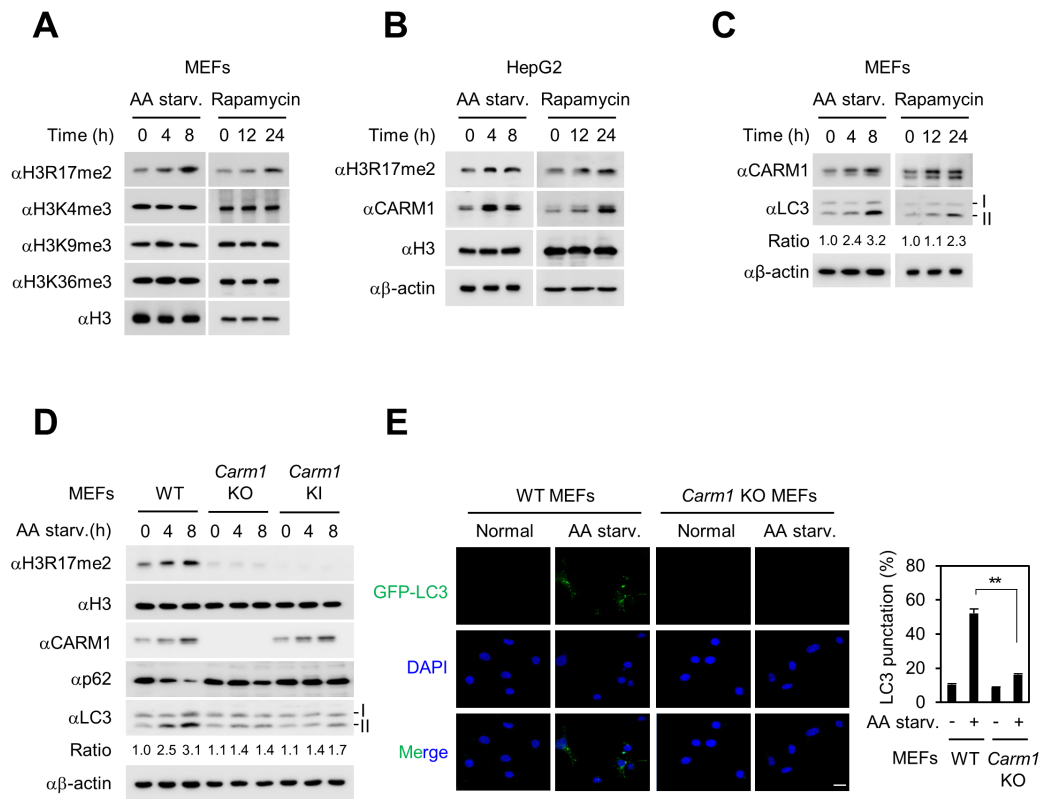 A
MEFs
AA starv. Rapamycin
Time (h) 0 4 8 0 12 24
αH3R17me2
αH3K4me3
αH3K9me3
αH3K36me3
αH3
B
HepG2
AA starv. Rapamycin
Time (h) 0 4 8 0 12 24
αH3R17me2
αCARM1
αH3
αβ-actin
C
MEFs
AA starv. Rapamycin
Time (h) 0 4 8 0 12 24
αCARM1
αLC3 I
II
Ratio 1.0 2.4 3.2 1.0 1.1 2.3
αβ-actin
D
MEFs WT Carm1 KO Carm1 KI
AA starv.(h) 0 4 8 0 4 8 0 4 8
αH3R17me2
αH3
αCARM1
αp62
αLC3 I
II
Ratio 1.0 2.5 3.1 1.1 1.4 1.4 1.1 1.4 1.7
αβ-actin
E
WT MEFs Carm1 KO MEFs
Normal AA starv. Normal AA starv.
GFP-LC3
DAPI
Merge
LC3 punctation (%)
80
60
40
20
0
**
AA starv. - + - +
MEFs WT Carm1
KO